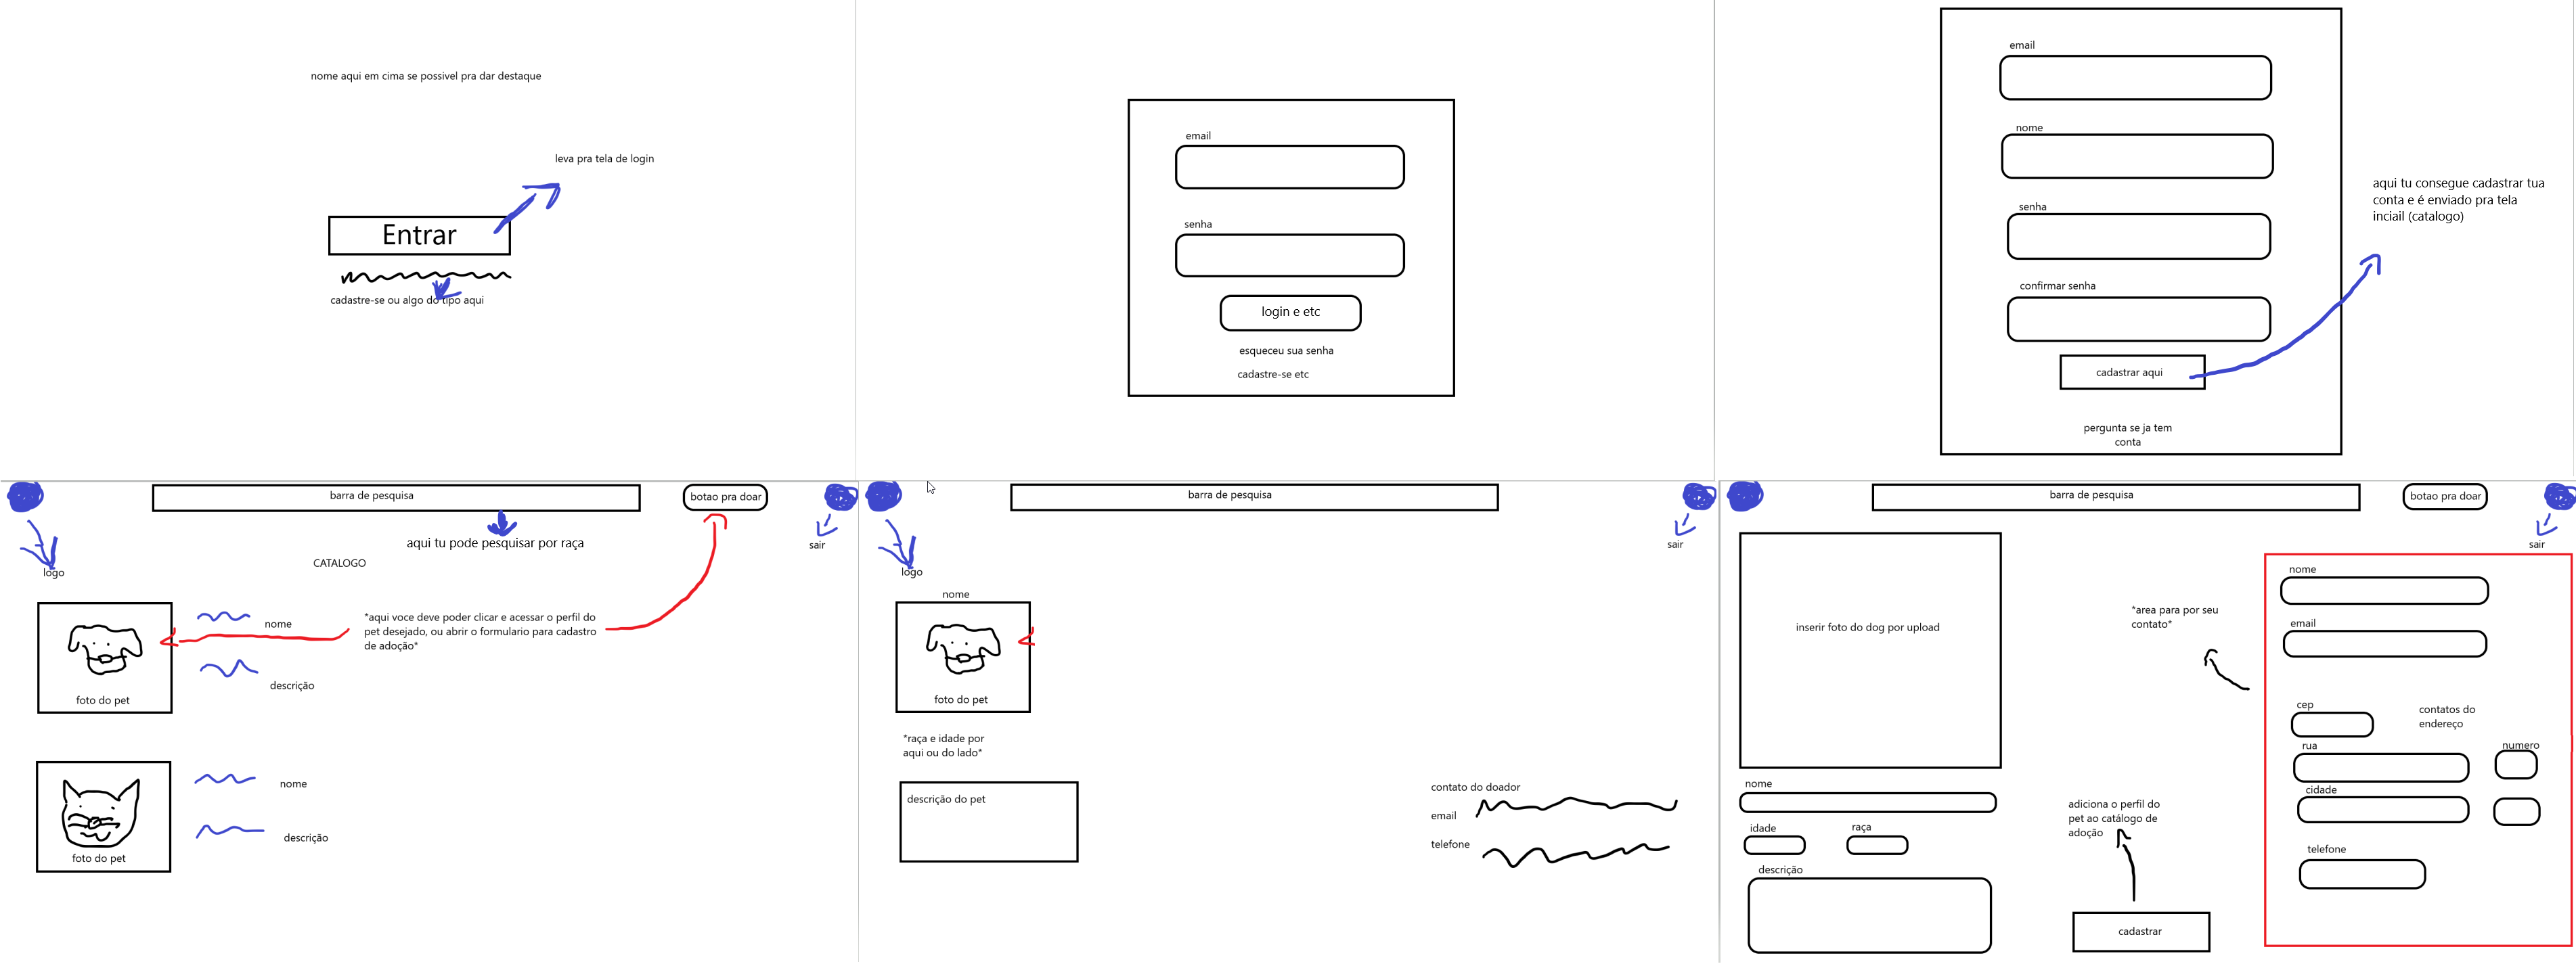 nome aqui em cima se possivel pra dar destaque
leva pra tela de login
Entrar
cadastre-se ou algo do tipo aqui
email
senha
login e etc
esqueceu sua senha
cadastre-se etc
email
nome
senha
confirmar senha
cadastrar aqui
pergunta se ja tem
conta
aqui tu consegue cadastrar tua
conta e é enviado pra tela
inciail (catalogo)
barra de pesquisa
botao pra doar
aqui tu pode pesquisar por raça
sair
logo
CATALOGO
nome
*aqui voce deve poder clicar e acessar o perfil do
pet desejado, ou abrir o formulario para cadastro
de adoção*
descrição
foto do pet
nome
descrição
foto do pet
barra de pesquisa
sair
logo
nome
foto do pet
*raça e idade por
aqui ou do lado*
descrição do pet
contato do doador
email
telefone
barra de pesquisa
botao pra doar
sair
inserir foto do dog por upload
nome
idade
raça
descrição
*area para por seu
contato*
adiciona o perfil do
pet ao catálogo de
adoção
cadastrar
nome
email
cep
contatos do
endereço
rua
numero
cidade
telefone